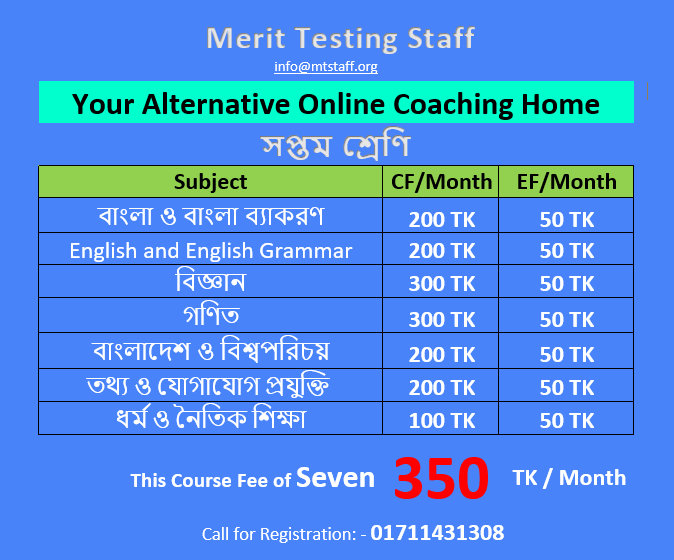 Merit Testing Staff
info@mtstaff.org
Your Alternative Online Coaching Home
সপ্তম শ্রেণি
Subject CF/Month EF/Month
বাংলা ও বাংলা ব্যাকরণ 200 TK 50 TK
English and English Grammar 200 TK 50 TK
বিজ্ঞান 300 TK 50 TK
গণিত 300 TK 50 TK
বাংলাদেশ ও বিশ্বপরিচয় 200 TK 50 TK
তথ্য ও যোগাযোগ প্রযুক্তি 200 TK 50 TK
ধর্ম ও নৈতিক শিক্ষা 100 TK 50 TK
This Course Fee of Seven 350 TK / Month
Call for Registration: - 01711431308